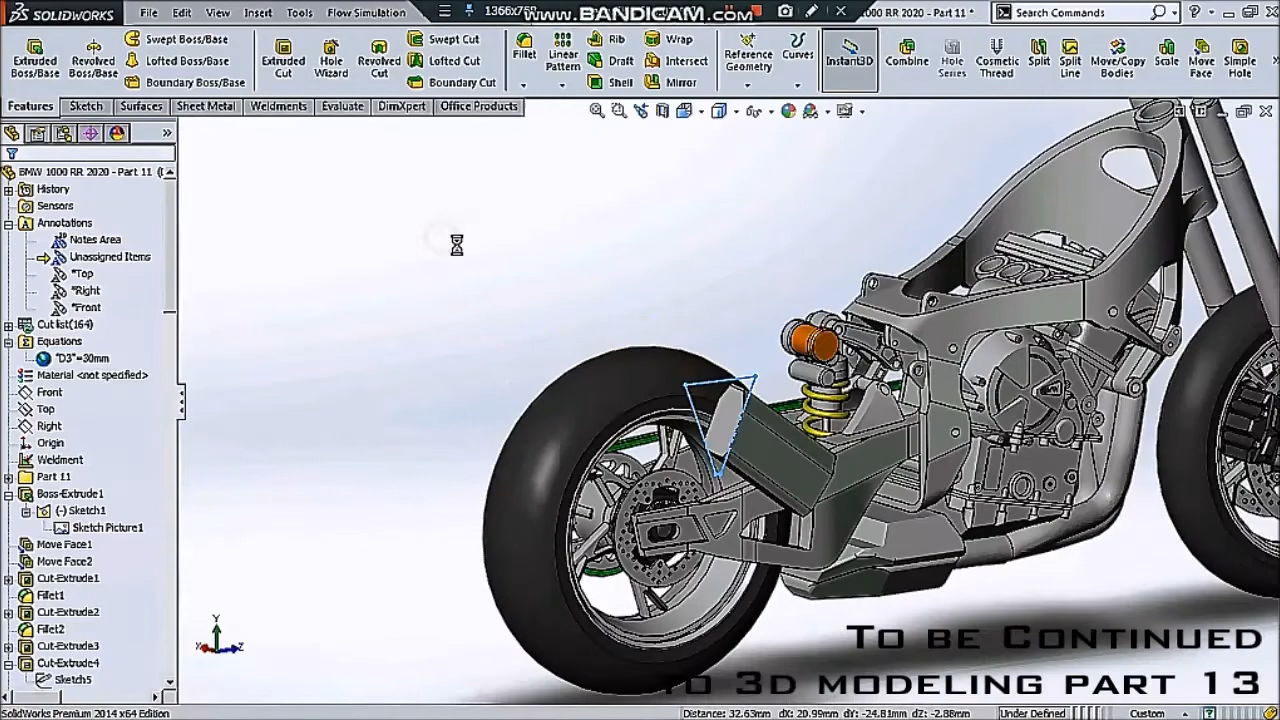 SOLIDWORKS File Edit View Insert Tools Flow Simulation 1366x768 www.BANDICAM.com 1000 RR 2020 - Part 11 * Search Commands
Extruded Boss/Base Revolved Boss/Base Swept Boss/Base Lofted Boss/Base Boundary Boss/Base Extruded Cut Hole Wizard Revolved Cut Swept Cut Lofted Cut Boundary Cut Fillet Linear Pattern Rib Draft Shell Wrap Intersect Mirror Reference Geometry Curves Instant3D Combine Hole Series Cosmetic Thread Split Split Line Move/Copy Bodies Scale Move Face Simple Hole
Features Sketch Surfaces Sheet Metal Weldments Evaluate DimXpert Office Products
BMW 1000 RR 2020 - Part 11
History
Sensors
Annotations
Notes Area
Unassigned Items
*Top
*Right
*Front
Cut list(164)
Equations
"D3"=30mm
Material <not specified>
Front
Top
Right
Origin
Weldment
Part 11
Boss-Extrude1
(-) Sketch1
Sketch Picture1
Move Face1
Move Face2
Cut-Extrude1
Fillet1
Cut-Extrude2
Fillet2
Cut-Extrude3
Cut-Extrude4
Sketch5
Y
X Z
To be Continued
to 3d modeling part 13
SolidWorks Premium 2014 x64 Edition Distance: 32.63mm dX: 20.99mm dY: -24.81mm dZ: -2.88mm Under Defined Custom